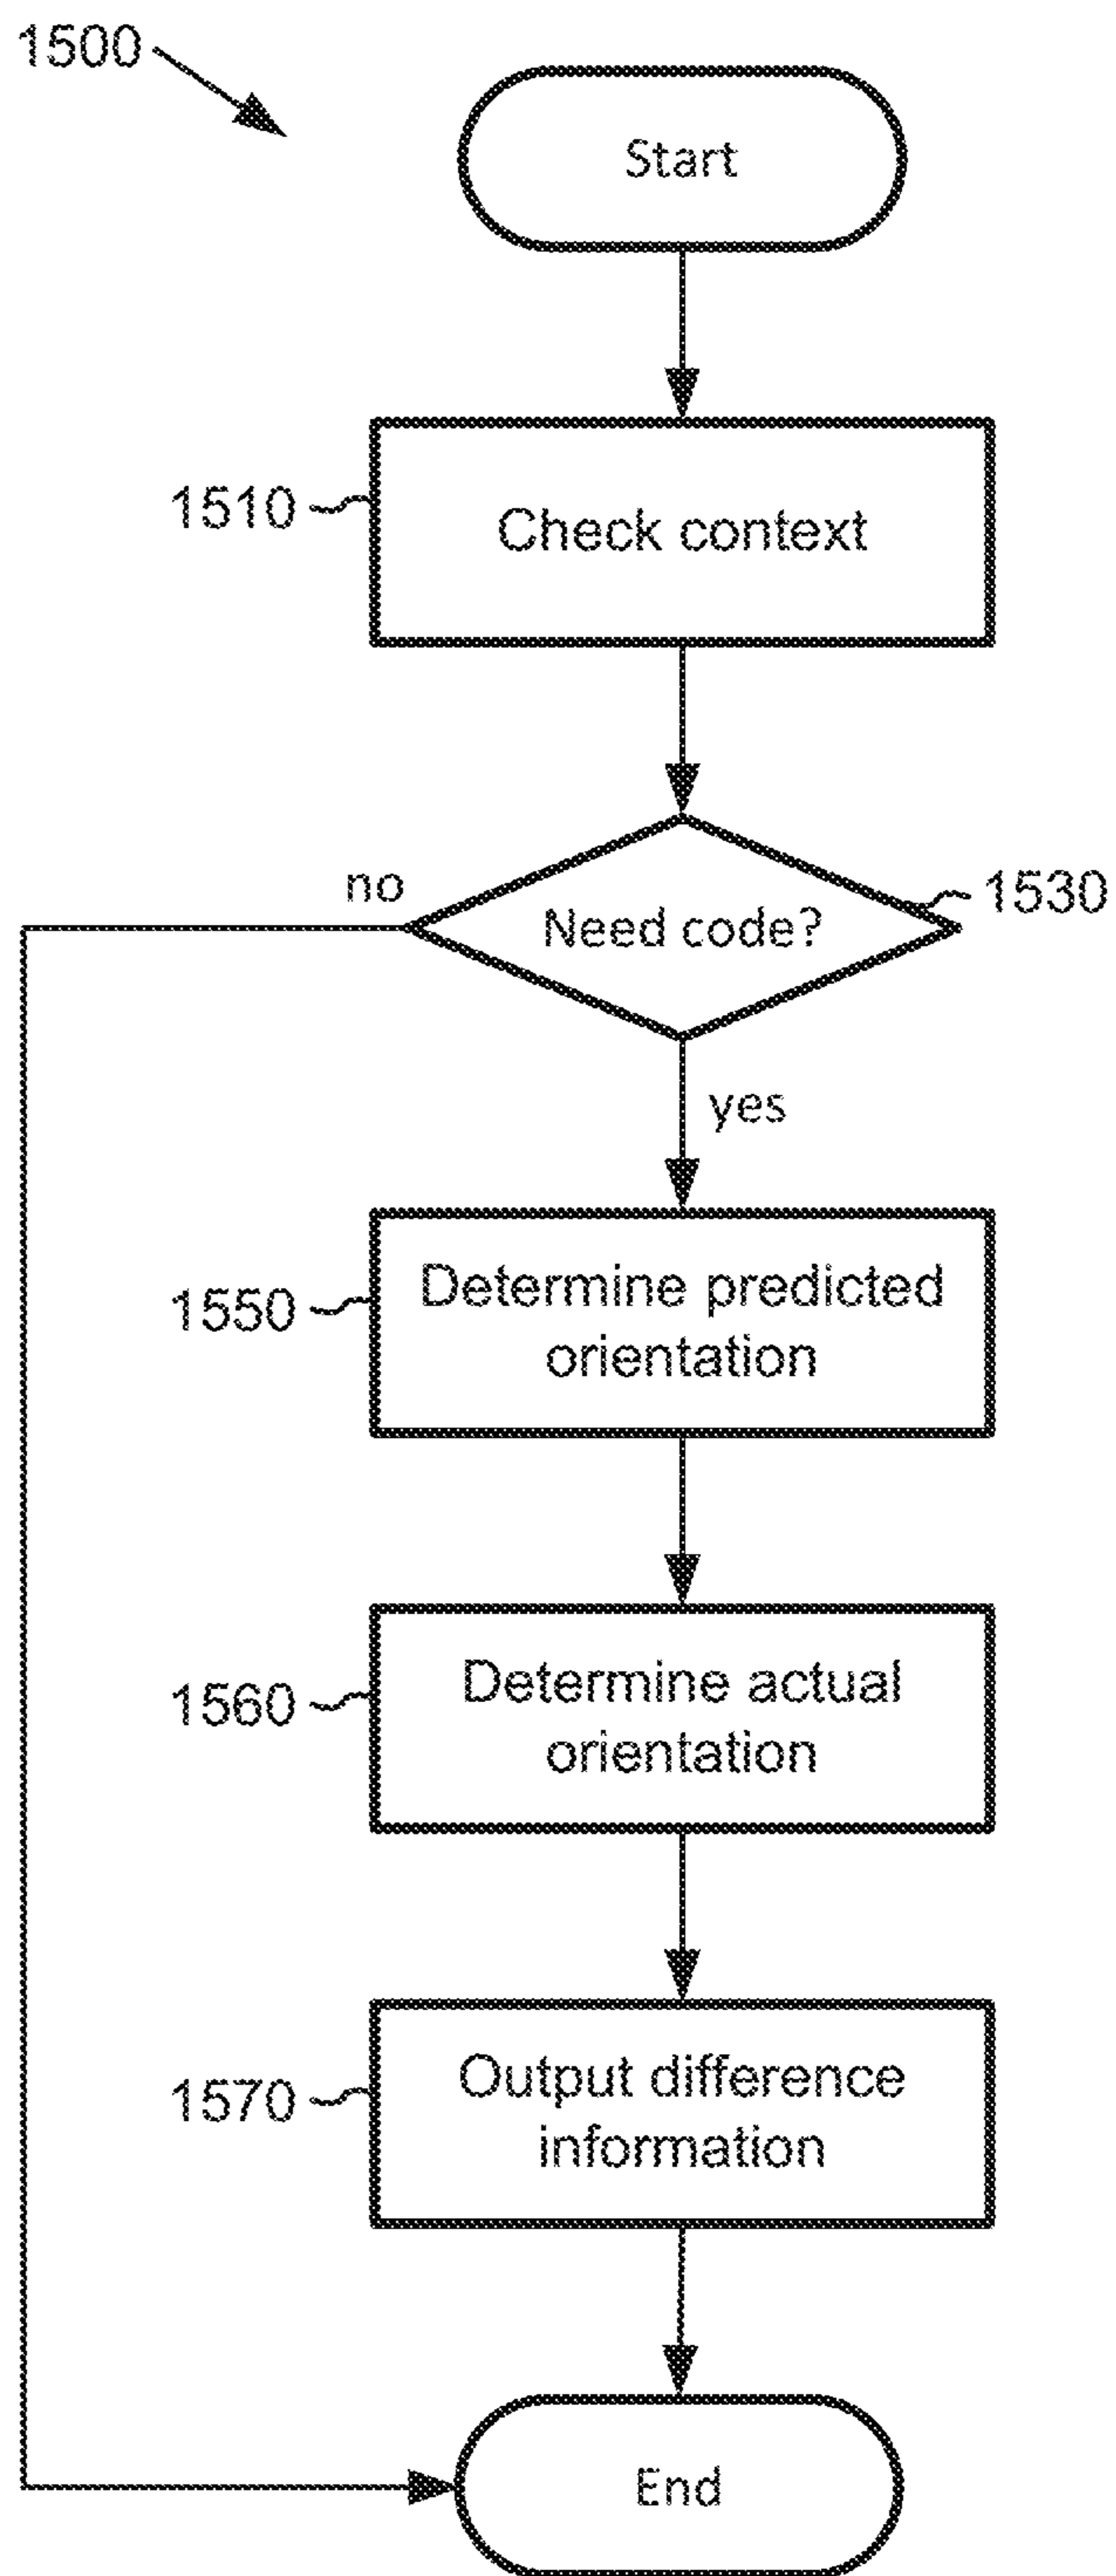 1500
Start
1510
Check context
no
1530
Need code?
yes
1550
Determine predicted
orientation
1560
Determine actual
orientation
1570
Output difference
information
End